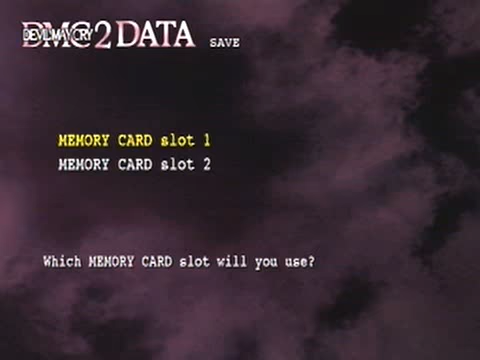 DMC2 DATA SAVE
DEVIL MAY CRY
MEMORY CARD slot 1
MEMORY CARD slot 2
Which MEMORY CARD slot will you use?